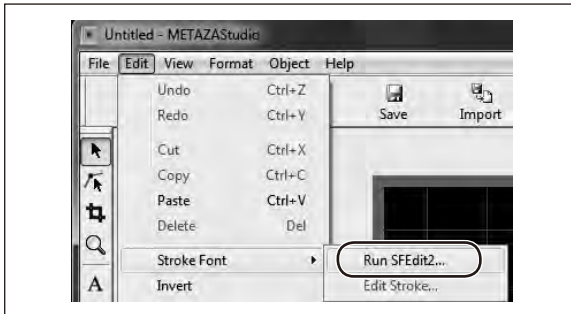 Untitled - METAZAStudio
File Edit View Format Object Help
Undo Ctrl+Z
Redo Ctrl+Y
Save Import
Cut Ctrl+X
Copy Ctrl+C
Paste Ctrl+V
Delete Del
Stroke Font Run SFEdit2...
A Invert Edit Stroke...